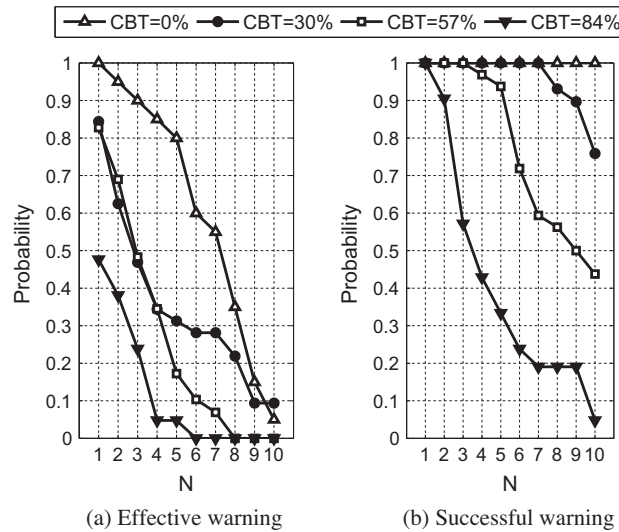 CBT=0% CBT=30% CBT=57% CBT=84%
1
0.9
0.8
0.7
0.6
0.5
0.4
0.3
0.2
0.1
0
Probability
1 2 3 4 5 6 7 8 9 10
N
(a) Effective warning
1
0.9
0.8
0.7
0.6
0.5
0.4
0.3
0.2
0.1
0
Probability
1 2 3 4 5 6 7 8 9 10
N
(b) Successful warning